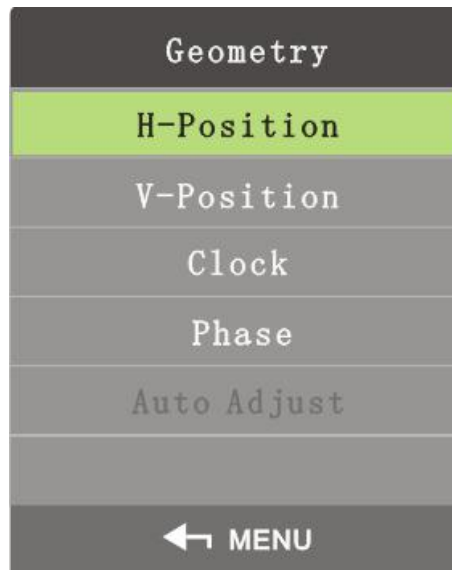 Geometry
H-Position
V-Position
Clock
Phase
Auto Adjust
MENU